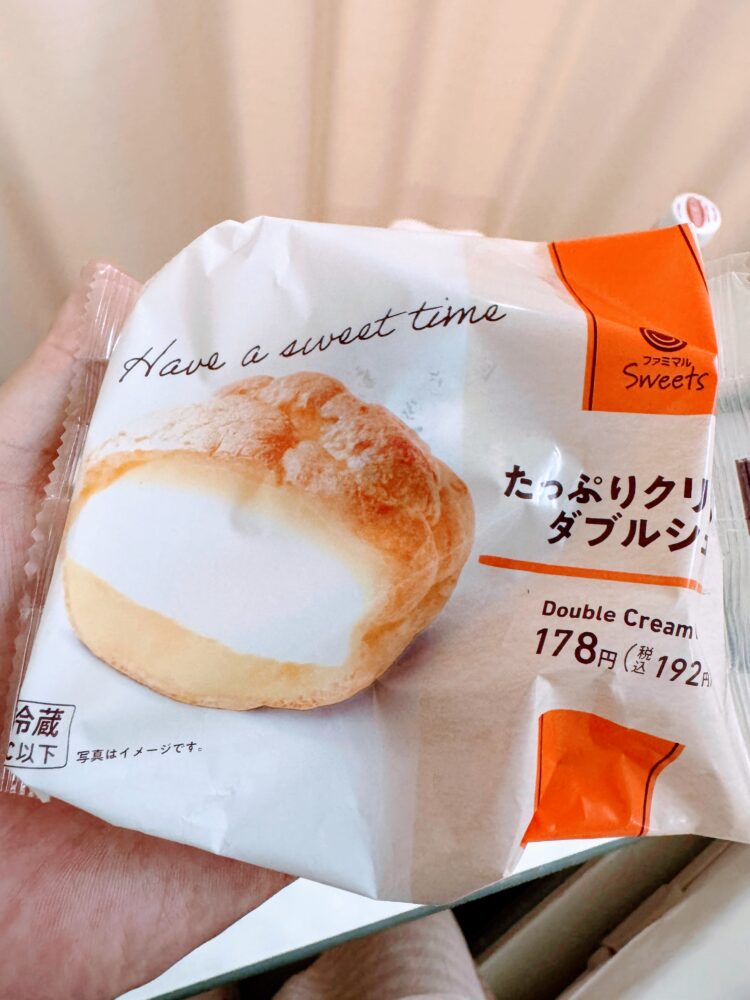 Have a sweet time
ファミマル
Sweets
たっぷりクリ
ダブルシュ
Double Cream
178円(税込 192円
冷蔵
C以下
写真はイメージです。